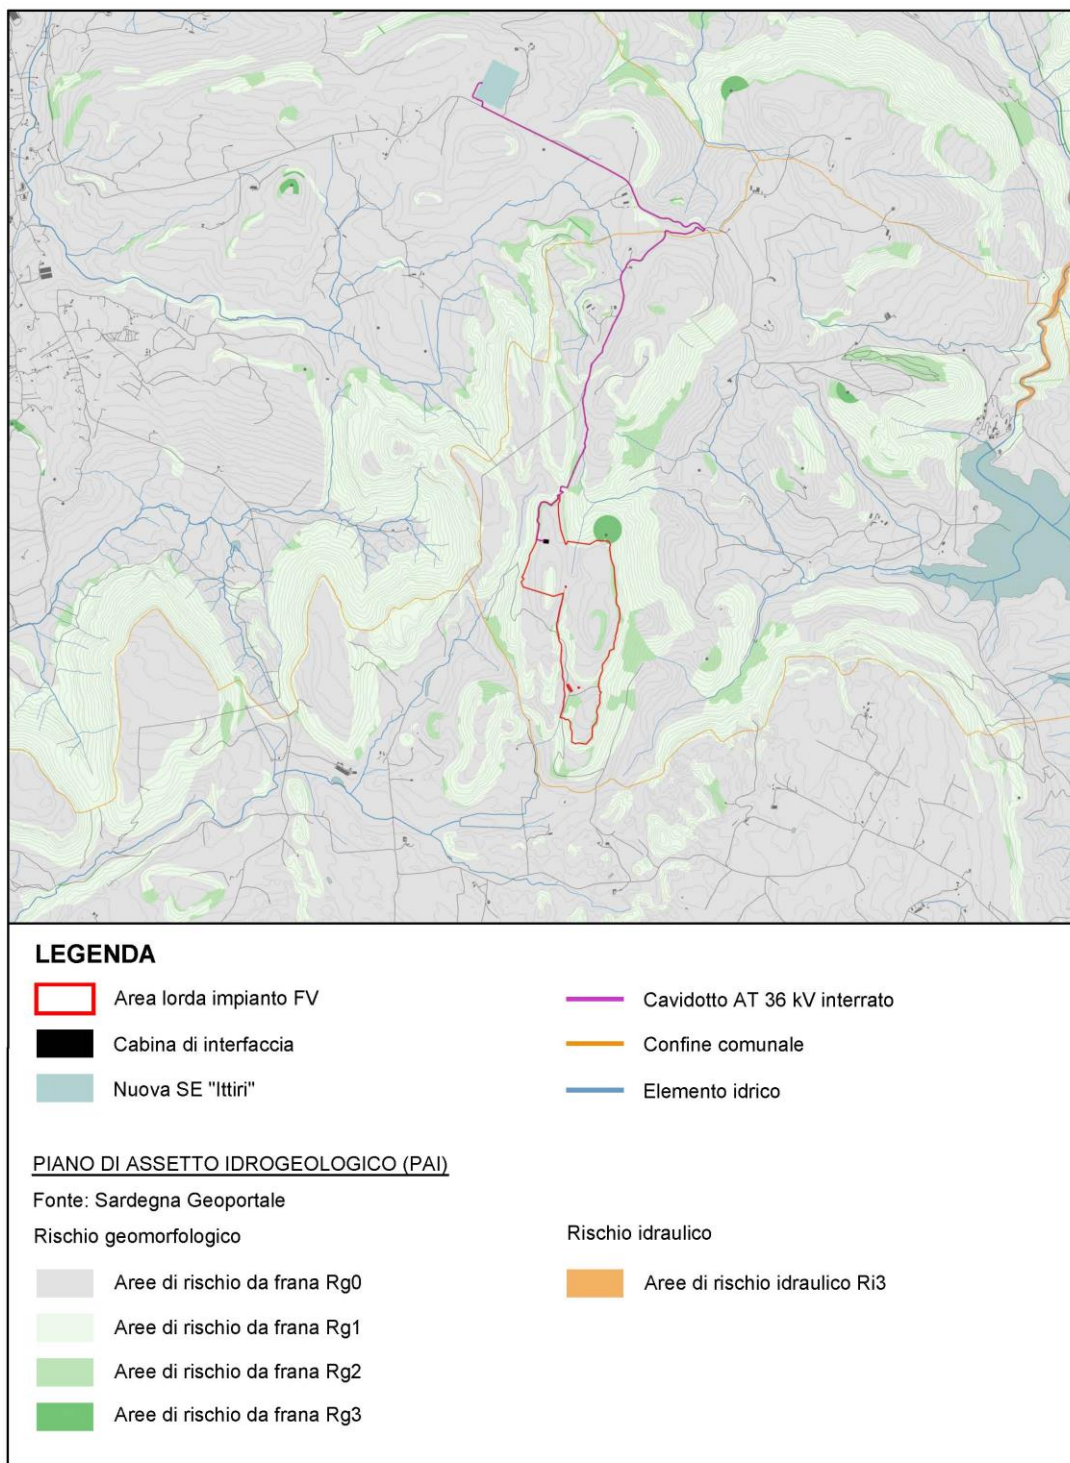 LEGENDA
Area lorda impianto FV
Cabina di interfaccia
Nuova SE "Ittiri"
Cavidotto AT 36 kV interrato
Confine comunale
Elemento idrico
PIANO DI ASSETTO IDROGEOLOGICO (PAI)
Fonte: Sardegna Geoportale
Rischio geomorfologico
Aree di rischio da frana Rg0
Aree di rischio da frana Rg1
Aree di rischio da frana Rg2
Aree di rischio da frana Rg3
Rischio idraulico
Aree di rischio idraulico Ri3